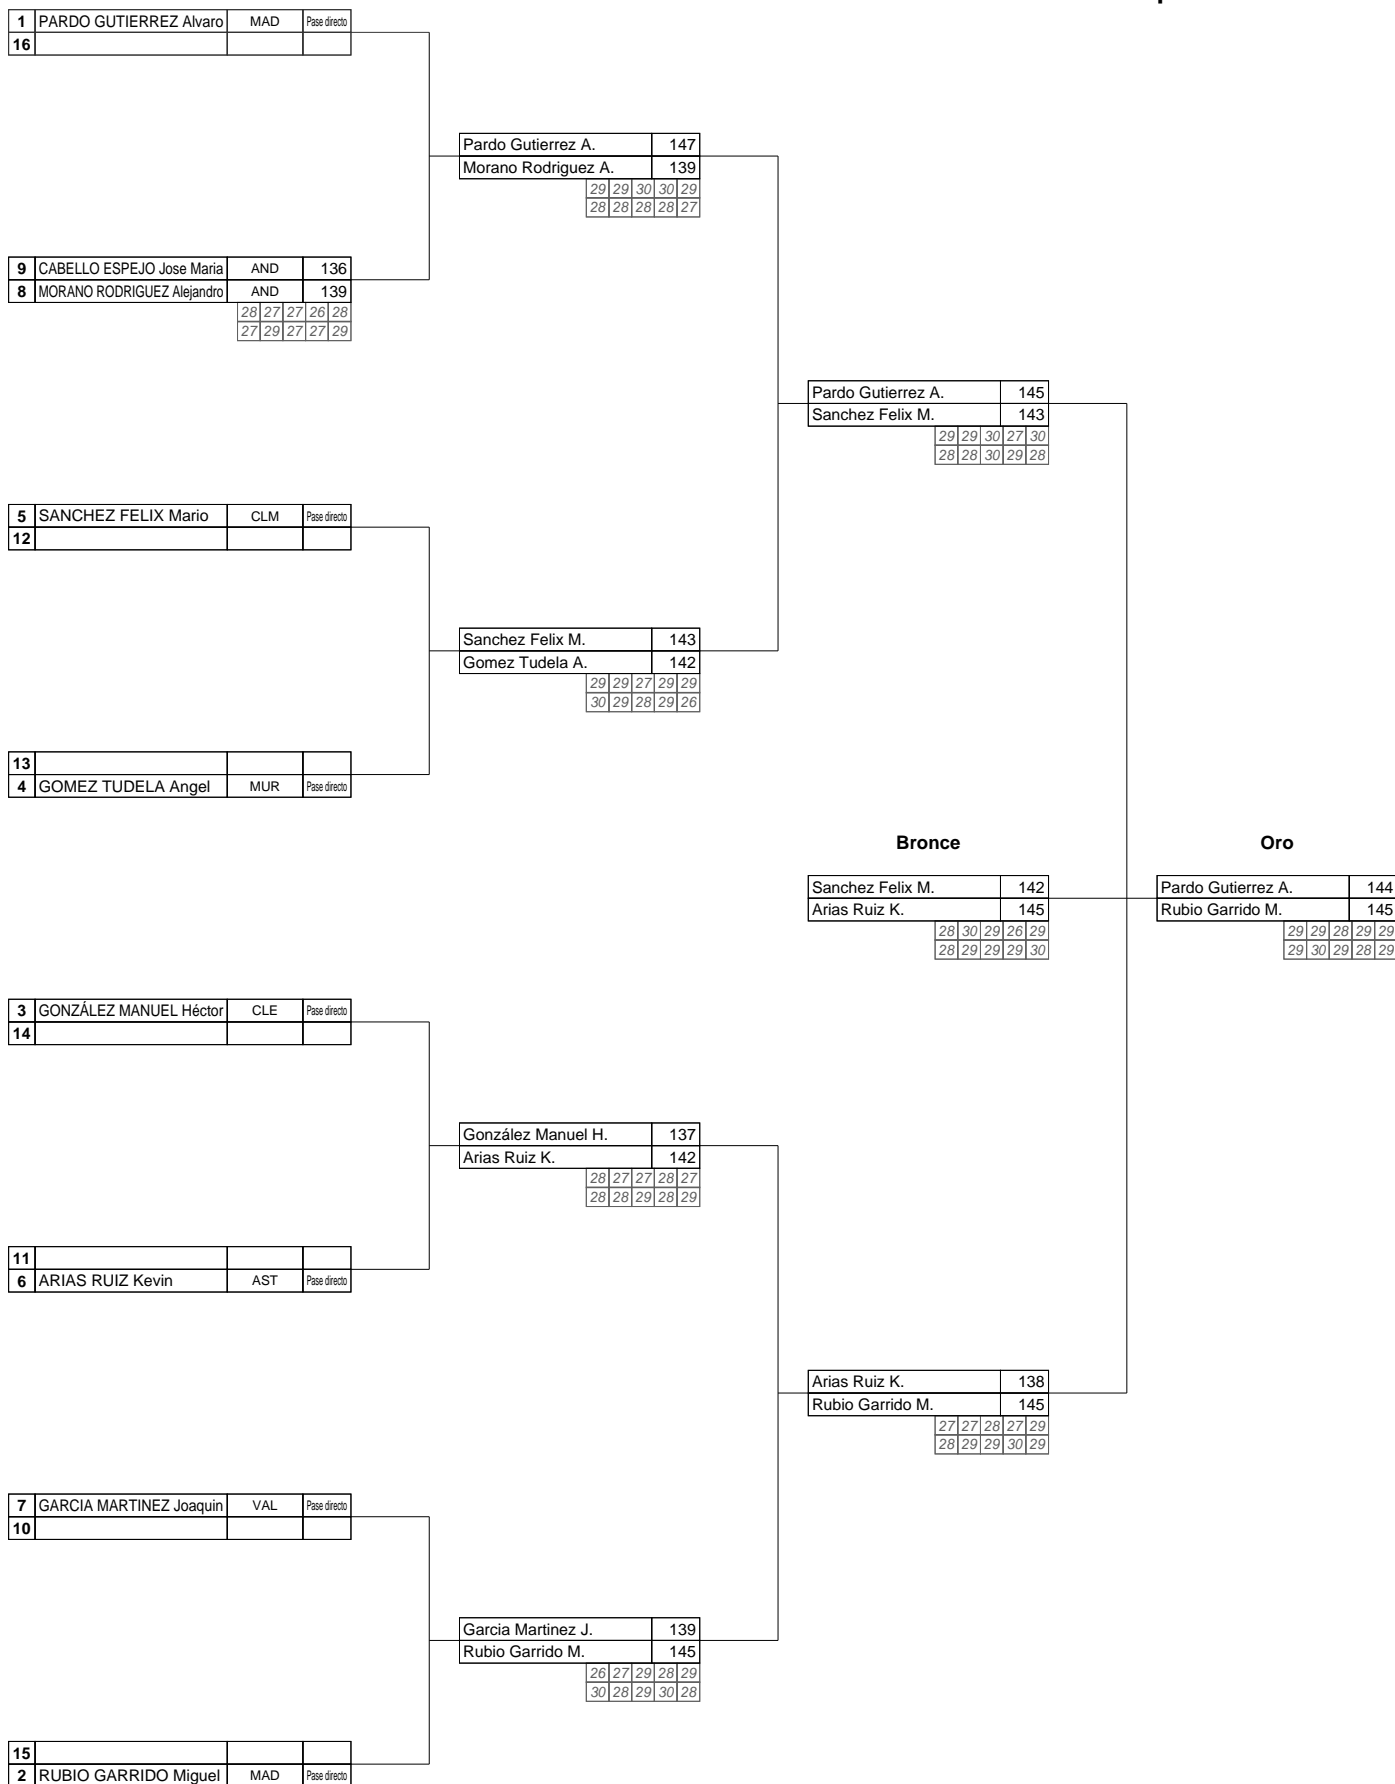 1 PARDO GUTIERREZ Alvaro MAD Pase directo
16
Pardo Gutierrez A. 147
Morano Rodriguez A. 139
29 29 30 30 29
28 28 28 28 27
9 CABELLO ESPEJO Jose Maria AND 136
8 MORANO RODRIGUEZ Alejandro AND 139
28 27 27 26 28
27 29 27 27 29
Pardo Gutierrez A. 145
Sanchez Felix M. 143
29 29 30 27 30
28 28 30 29 28
5 SANCHEZ FELIX Mario CLM Pase directo
12
Sanchez Felix M. 143
Gomez Tudela A. 142
29 29 27 29 29
30 29 28 29 26
13
4 GOMEZ TUDELA Angel MUR Pase directo
Bronce Oro
Sanchez Felix M. 142 Pardo Gutierrez A. 144
Arias Ruiz K. 145 Rubio Garrido M. 145
28 30 29 26 29 29 29 28 29 29
28 29 29 29 30 29 30 29 28 29
3 GONZÁLEZ MANUEL Héctor CLE Pase directo
14
González Manuel H. 137
Arias Ruiz K. 142
28 27 27 28 27
28 28 29 28 29
11
6 ARIAS RUIZ Kevin AST Pase directo
Arias Ruiz K. 138
Rubio Garrido M. 145
27 27 28 27 29
28 29 29 30 29
7 GARCIA MARTINEZ Joaquin VAL Pase directo
10
Garcia Martinez J. 139
Rubio Garrido M. 145
26 27 29 28 29
30 28 29 30 28
15
2 RUBIO GARRIDO Miguel MAD Pase directo